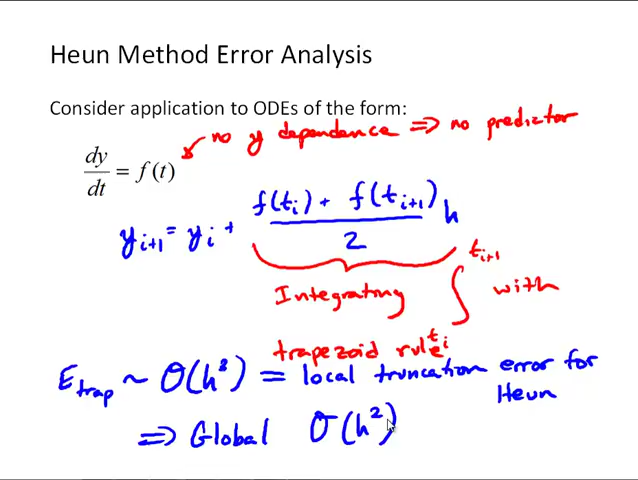 Heun Method Error Analysis
Consider application to ODEs of the form:
no y dependence ⇒ no predictor
dy/dt = f(t)
y_{i+1} = y_i + (f(t_i) + f(t_{i+1}))/2 h
Integrating ∫_{t_i}^{t_{i+1}} with
trapezoid rule
E_trap ~ O(h³) = local truncation error for
Heun
⇒ Global O(h²)